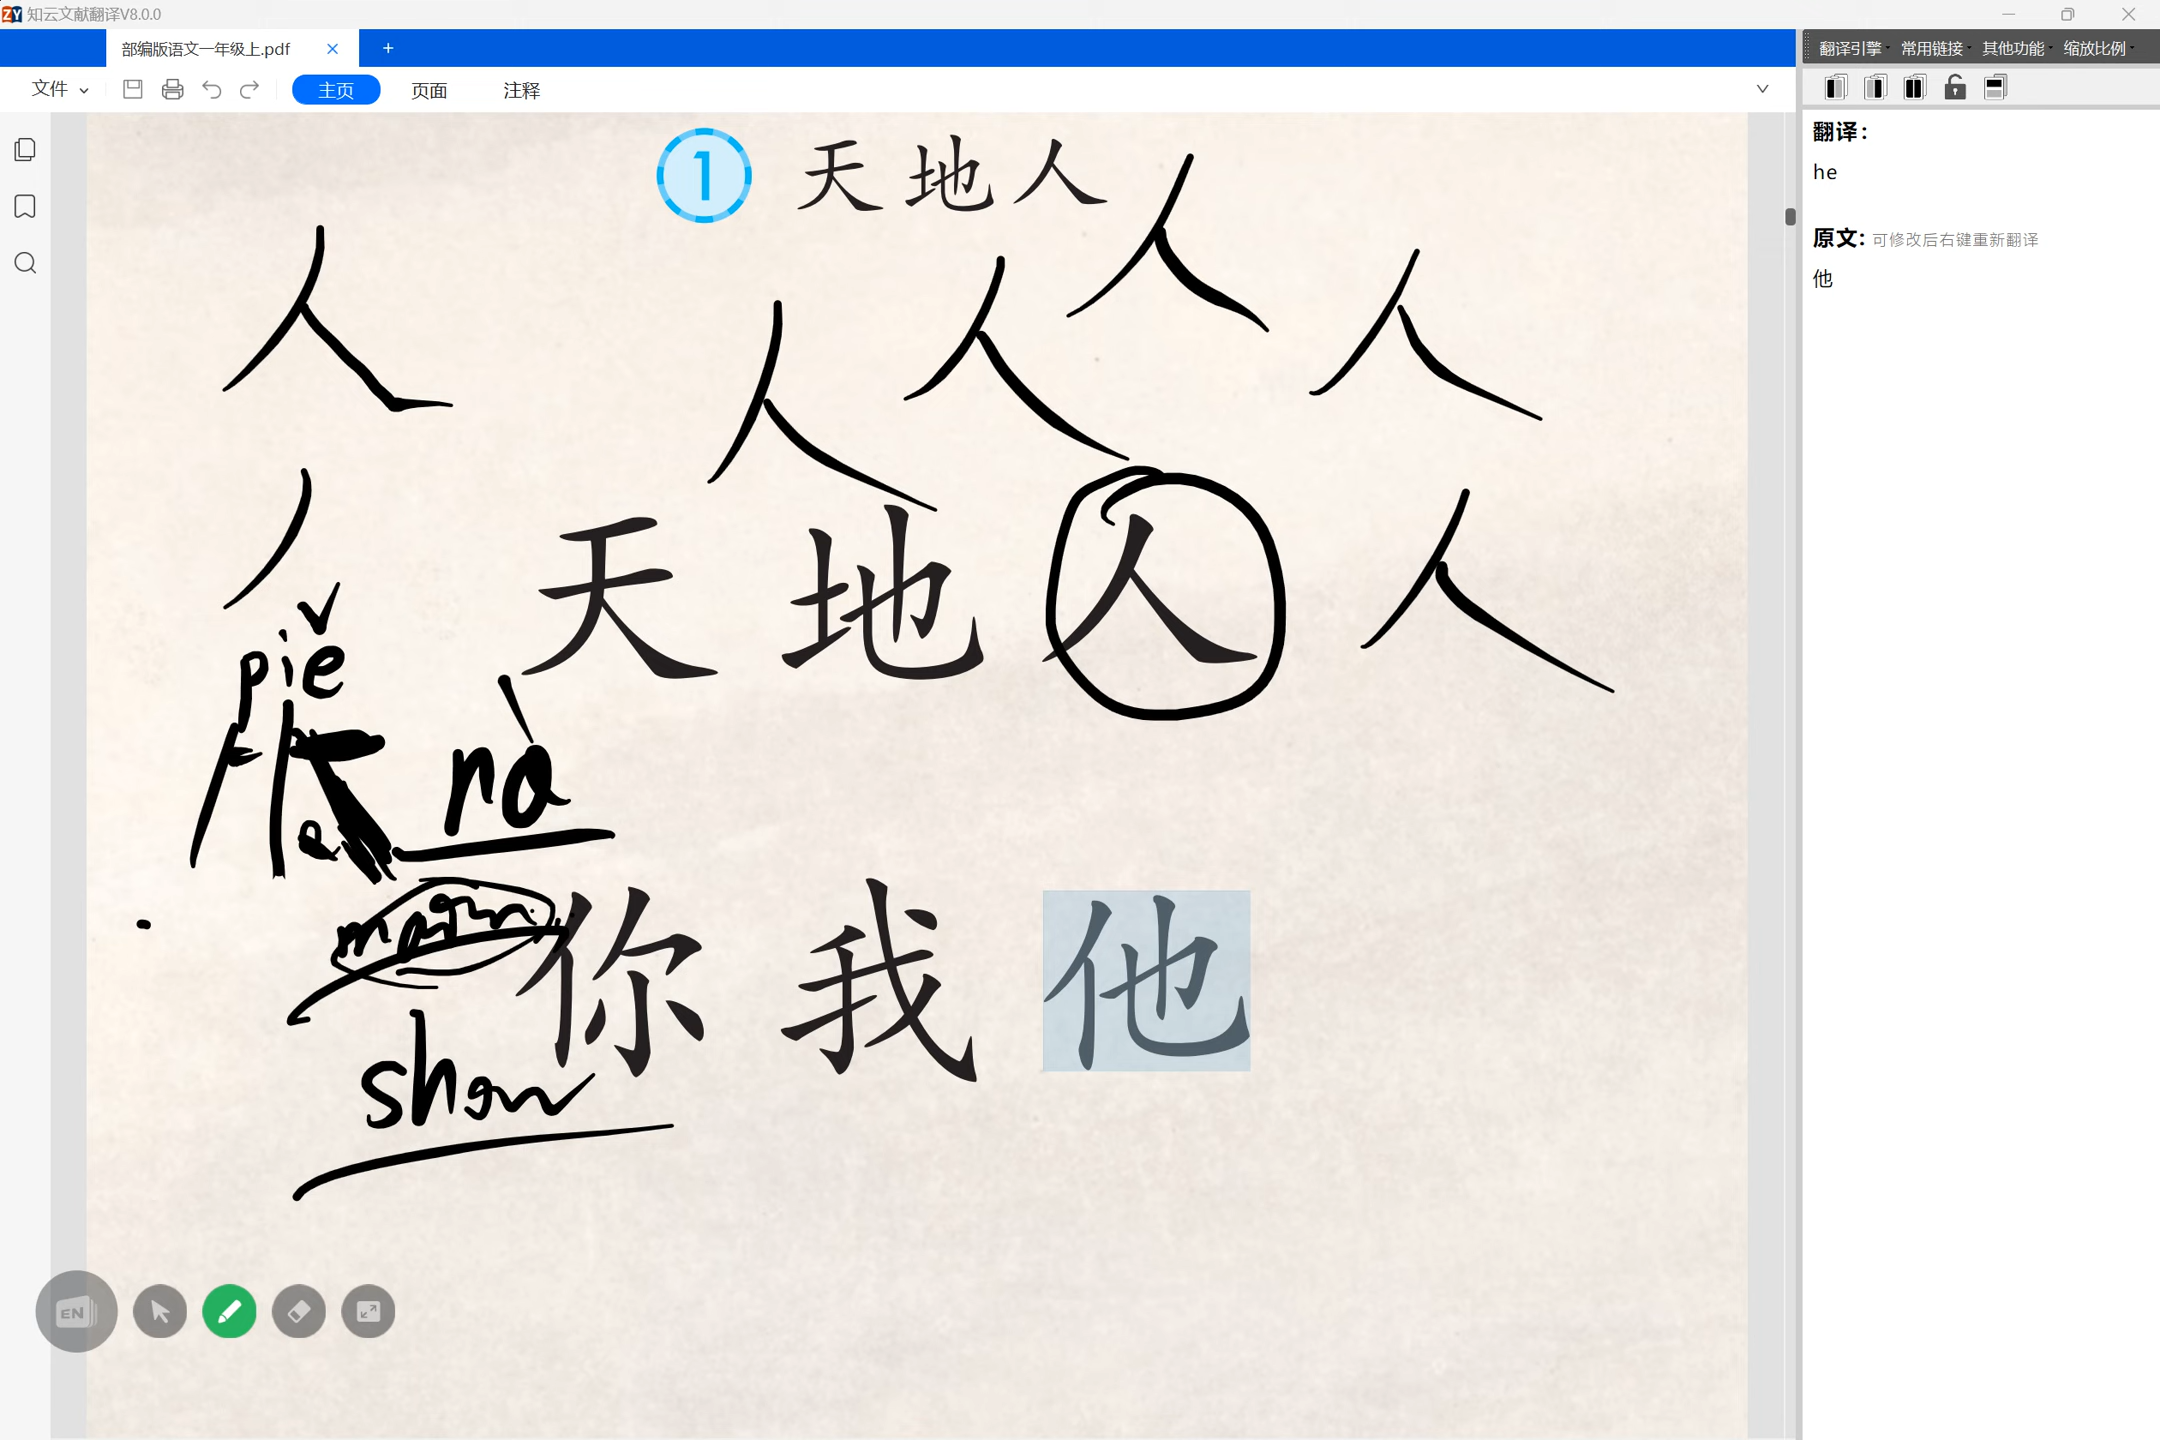 知云文献翻译V8.0.0
部编版语文一年级上.pdf
翻译引擎 常用链接 其他功能 缩放比例
文件 主页 页面 注释
翻译：
he
原文: 可修改后右键重新翻译
他
1 天地人
人 人 人 人 人
天 地 人 人
piě
nà
你 我 他
show
EN